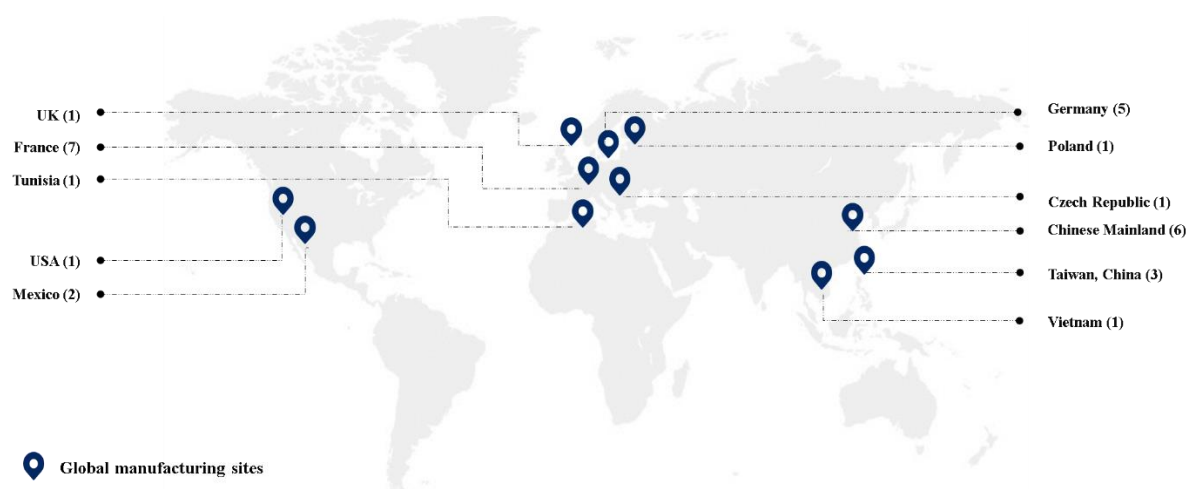 UK (1)
France (7)
Tunisia (1)
USA (1)
Mexico (2)
Germany (5)
Poland (1)
Czech Republic (1)
Chinese Mainland (6)
Taiwan, China (3)
Vietnam (1)
Global manufacturing sites